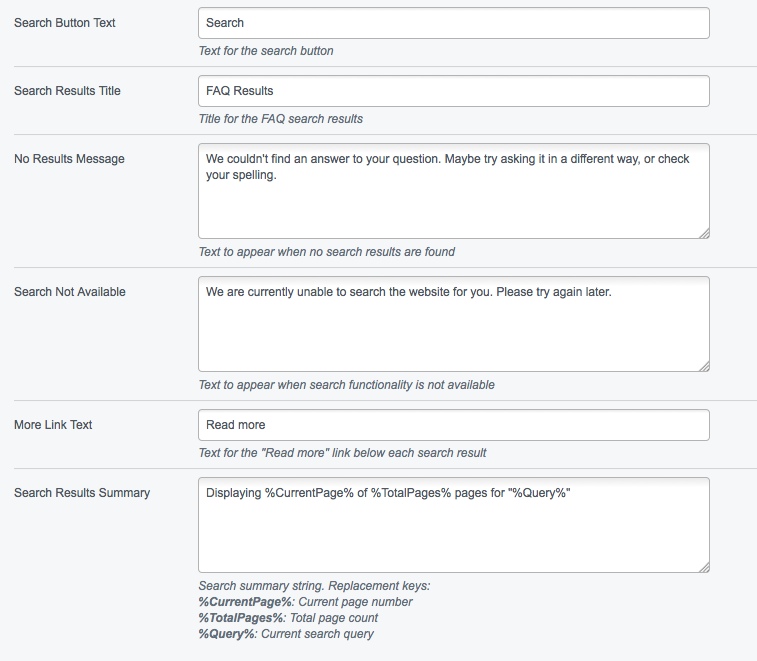 Search Button Text
Search
Text for the search button
Search Results Title
FAQ Results
Title for the FAQ search results
No Results Message
We couldn't find an answer to your question. Maybe try asking it in a different way, or check
your spelling.
Text to appear when no search results are found
Search Not Available
We are currently unable to search the website for you. Please try again later.
Text to appear when search functionality is not available
More Link Text
Read more
Text for the "Read more" link below each search result
Search Results Summary
Displaying %CurrentPage% of %TotalPages% pages for "%Query%"
Search summary string. Replacement keys:
%CurrentPage%: Current page number
%TotalPages%: Total page count
%Query%: Current search query